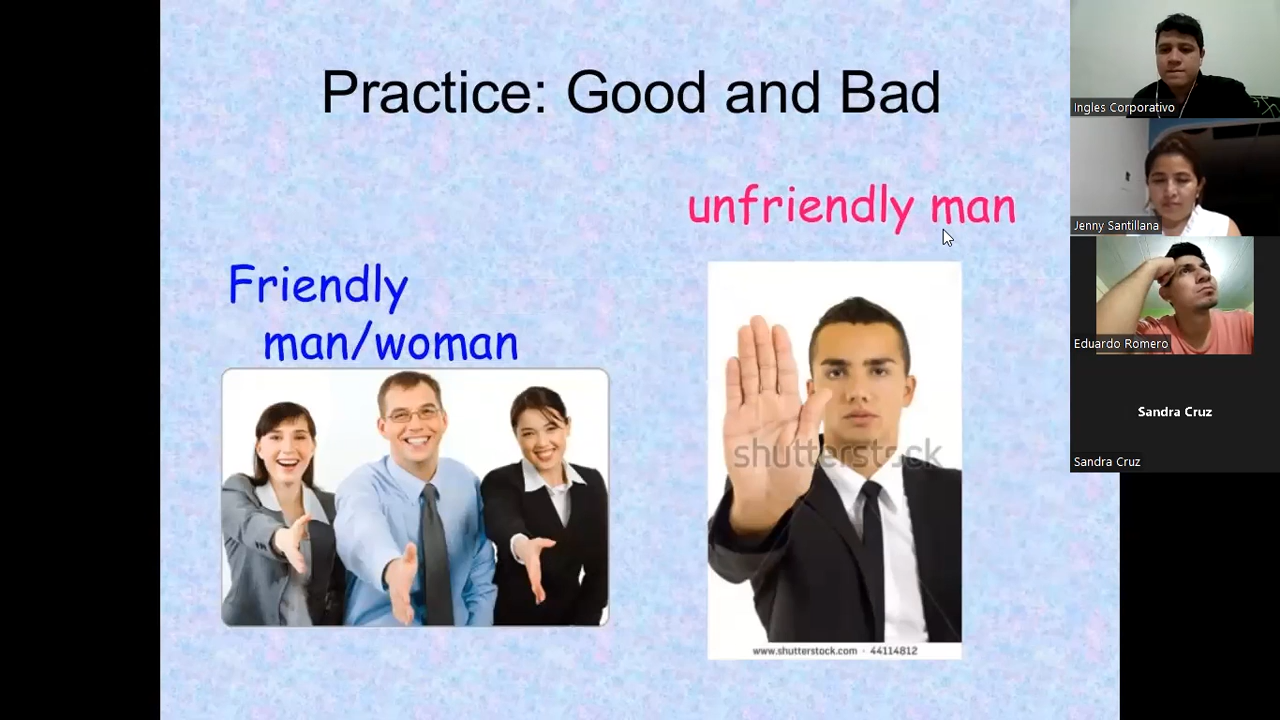 Practice: Good and Bad
unfriendly man
Friendly
man/woman
shutterstock
www.shutterstock.com · 44114812
Ingles Corporativo
Jenny Santillana
Eduardo Romero
Sandra Cruz
Sandra Cruz